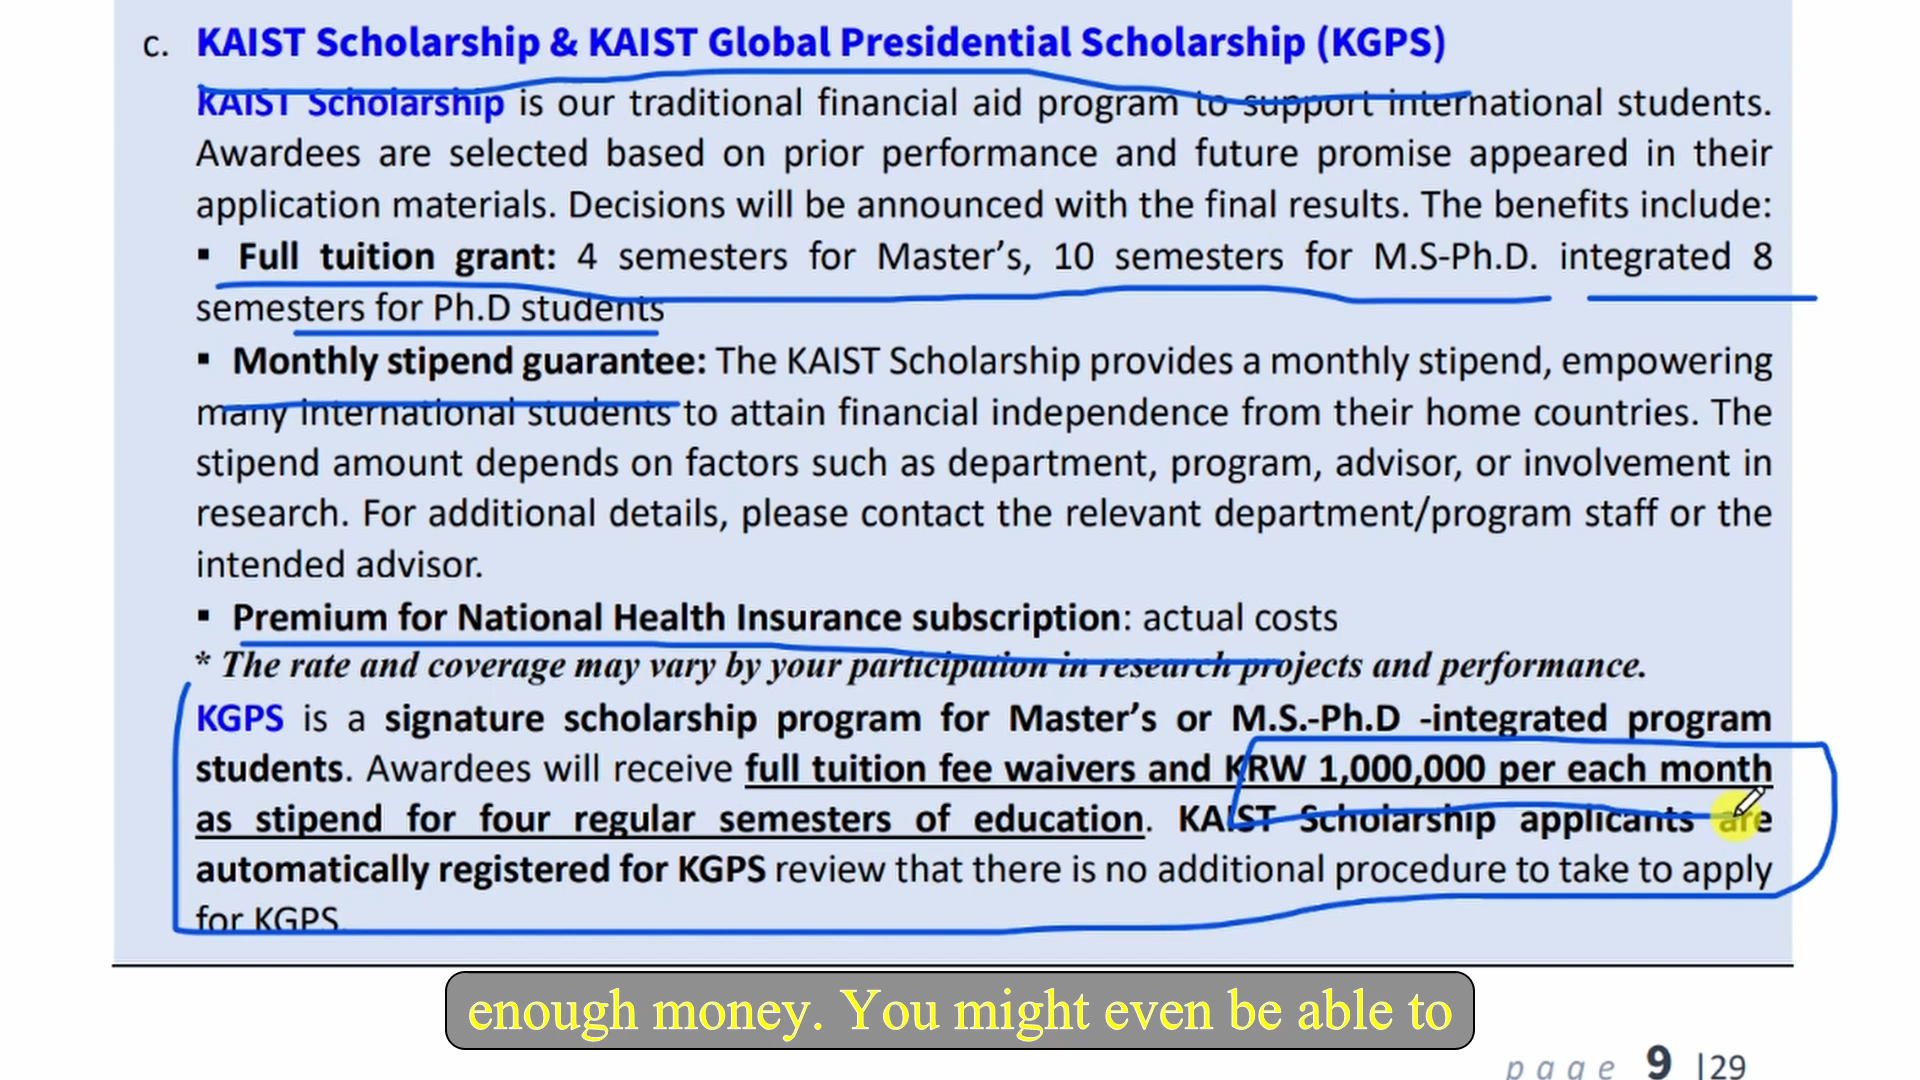 c. KAIST Scholarship & KAIST Global Presidential Scholarship (KGPS)
KAIST Scholarship is our traditional financial aid program to support international students.
Awardees are selected based on prior performance and future promise appeared in their
application materials. Decisions will be announced with the final results. The benefits include:
▪ Full tuition grant: 4 semesters for Master’s, 10 semesters for M.S-Ph.D. integrated 8
semesters for Ph.D students
▪ Monthly stipend guarantee: The KAIST Scholarship provides a monthly stipend, empowering
many international students to attain financial independence from their home countries. The
stipend amount depends on factors such as department, program, advisor, or involvement in
research. For additional details, please contact the relevant department/program staff or the
intended advisor.
▪ Premium for National Health Insurance subscription: actual costs
* The rate and coverage may vary by your participation in research projects and performance.
KGPS is a signature scholarship program for Master’s or M.S.-Ph.D -integrated program
students. Awardees will receive full tuition fee waivers and KRW 1,000,000 per each month
as stipend for four regular semesters of education. KAIST Scholarship applicants are
automatically registered for KGPS review that there is no additional procedure to take to apply
for KGPS.
enough money. You might even be able to
page 9 |29